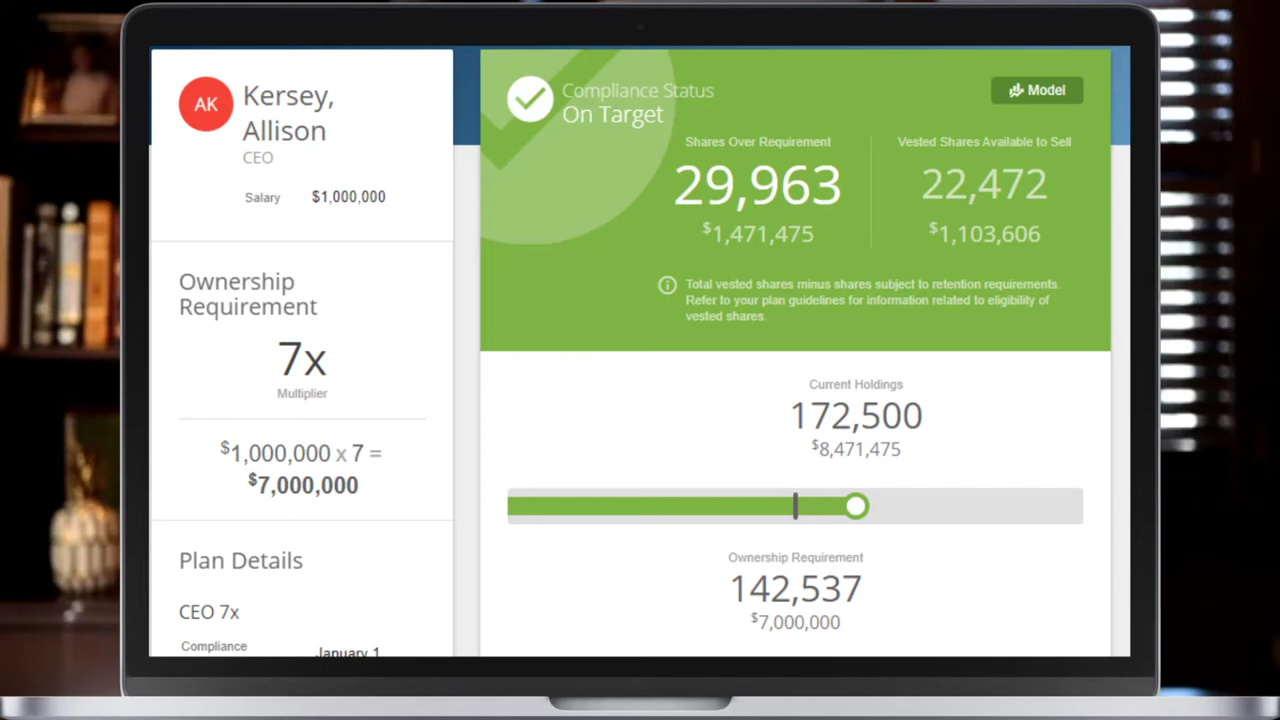 AK
Kersey,
Allison
CEO
Salary $1,000,000
Ownership
Requirement
7x
Multiplier
$1,000,000 x 7 =
$7,000,000
Plan Details
CEO 7x
Compliance January 1
Compliance Status
On Target
Model
Shares Over Requirement
29,963
$1,471,475
Vested Shares Available to Sell
22,472
$1,103,606
Total vested shares minus shares subject to retention requirements.
Refer to your plan guidelines for information related to eligibility of
vested shares.
Current Holdings
172,500
$8,471,475
Ownership Requirement
142,537
$7,000,000